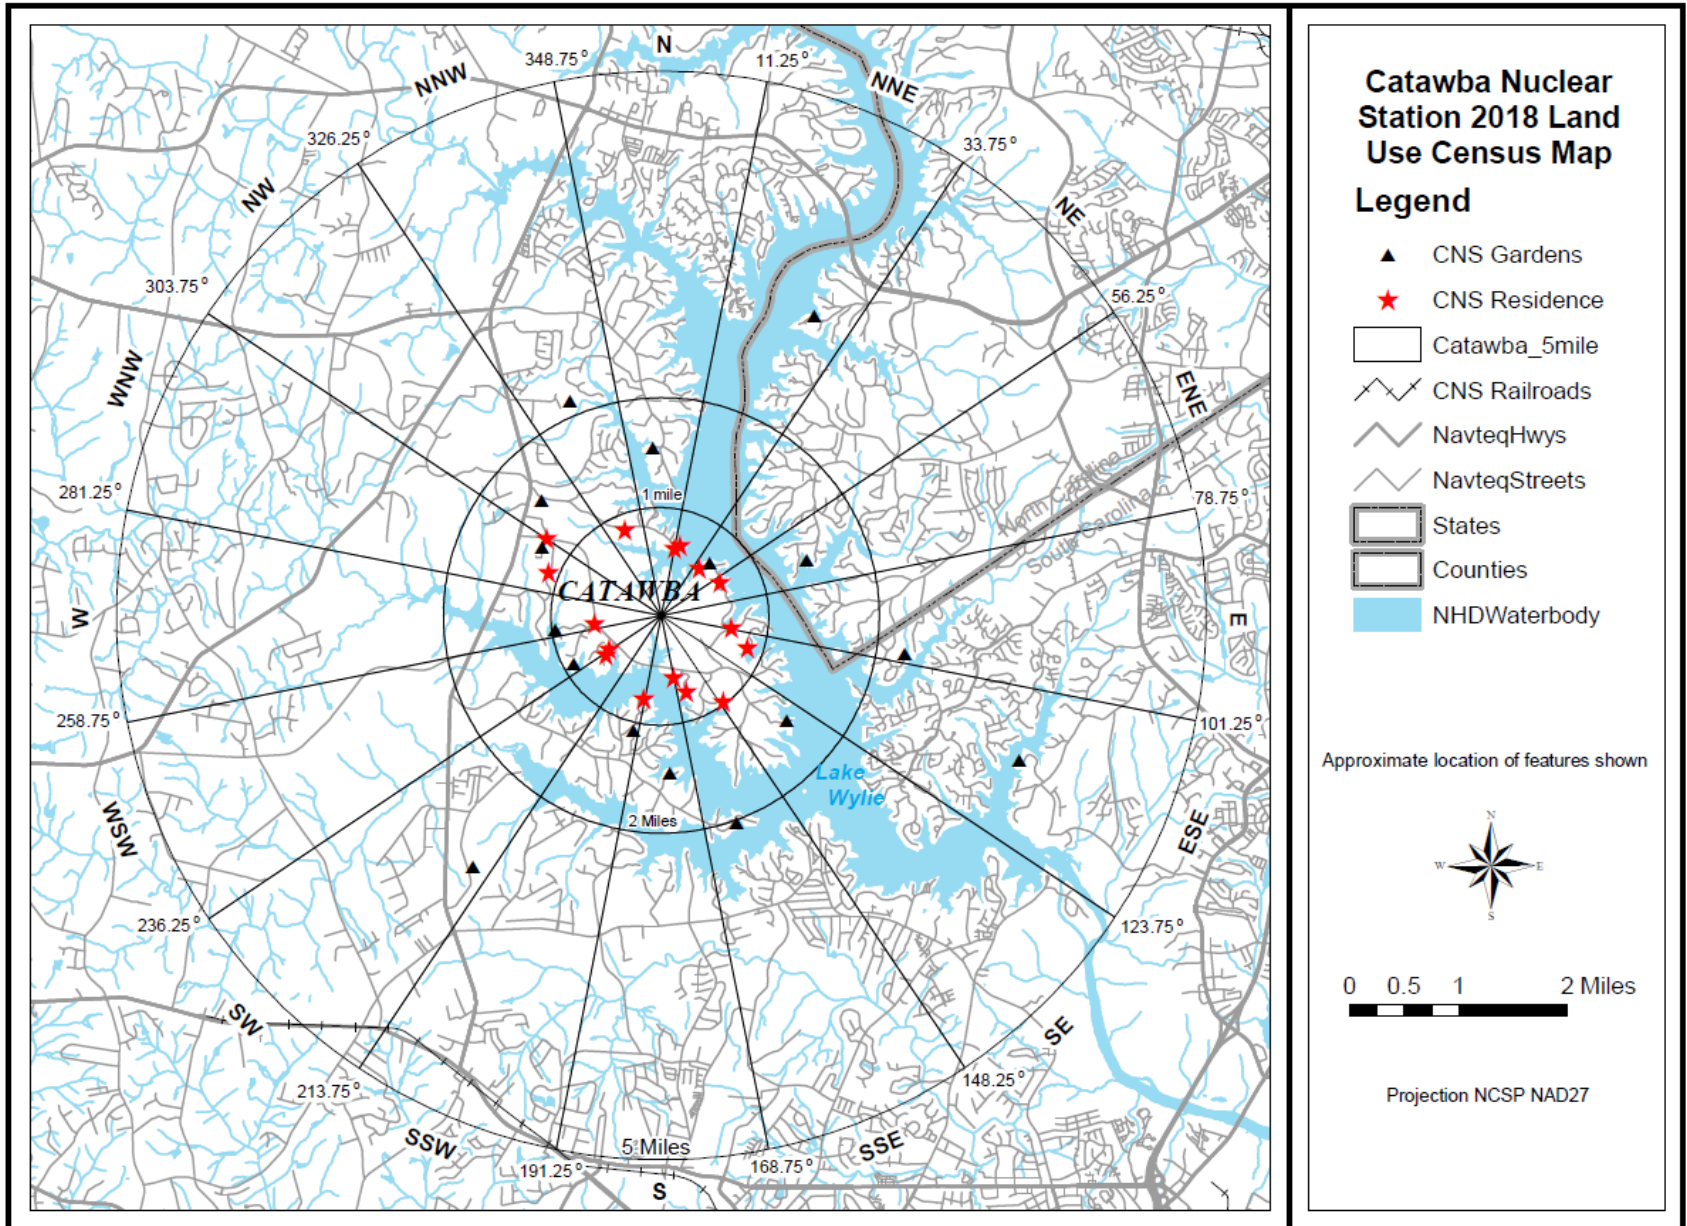 N
348.75°
11.25°
NNW
NNE
326.25°
33.75°
NW
NE
303.75°
56.25°
WNW
ENE
North Carolina
South Carolina
281.25°
78.75°
1 mile
CATAWBA
W
E
258.75°
101.25°
Lake
Wylie
2 Miles
WSW
ESE
236.25°
123.75°
SW
SE
213.75°
148.25°
SSW
SSE
5 Miles
191.25°
168.75°
S
Catawba Nuclear
Station 2018 Land
Use Census Map
Legend
CNS Gardens
CNS Residence
Catawba_5mile
CNS Railroads
NavteqHwys
NavteqStreets
States
Counties
NHDWaterbody
Approximate location of features shown
N
W E
S
0 0.5 1 2 Miles
Projection NCSP NAD27